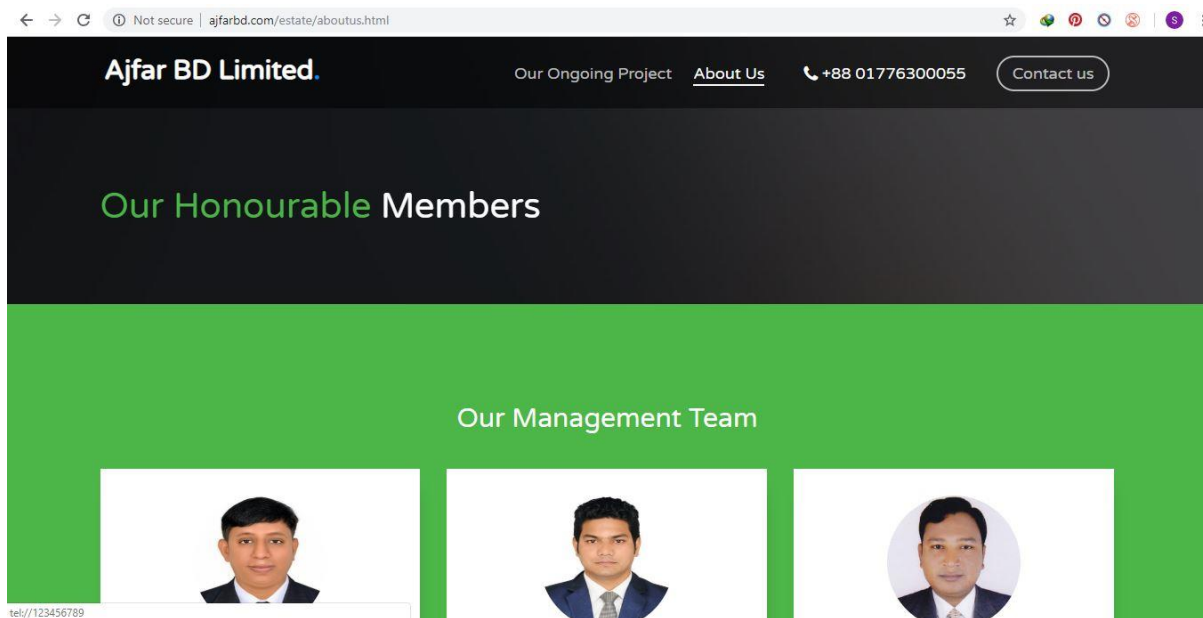 Not secure | ajfarbd.com/estate/aboutus.html
S
Ajfar BD Limited.
Our Ongoing Project About Us +88 01776300055 Contact us
Our Honourable Members
Our Management Team
tel://123456789